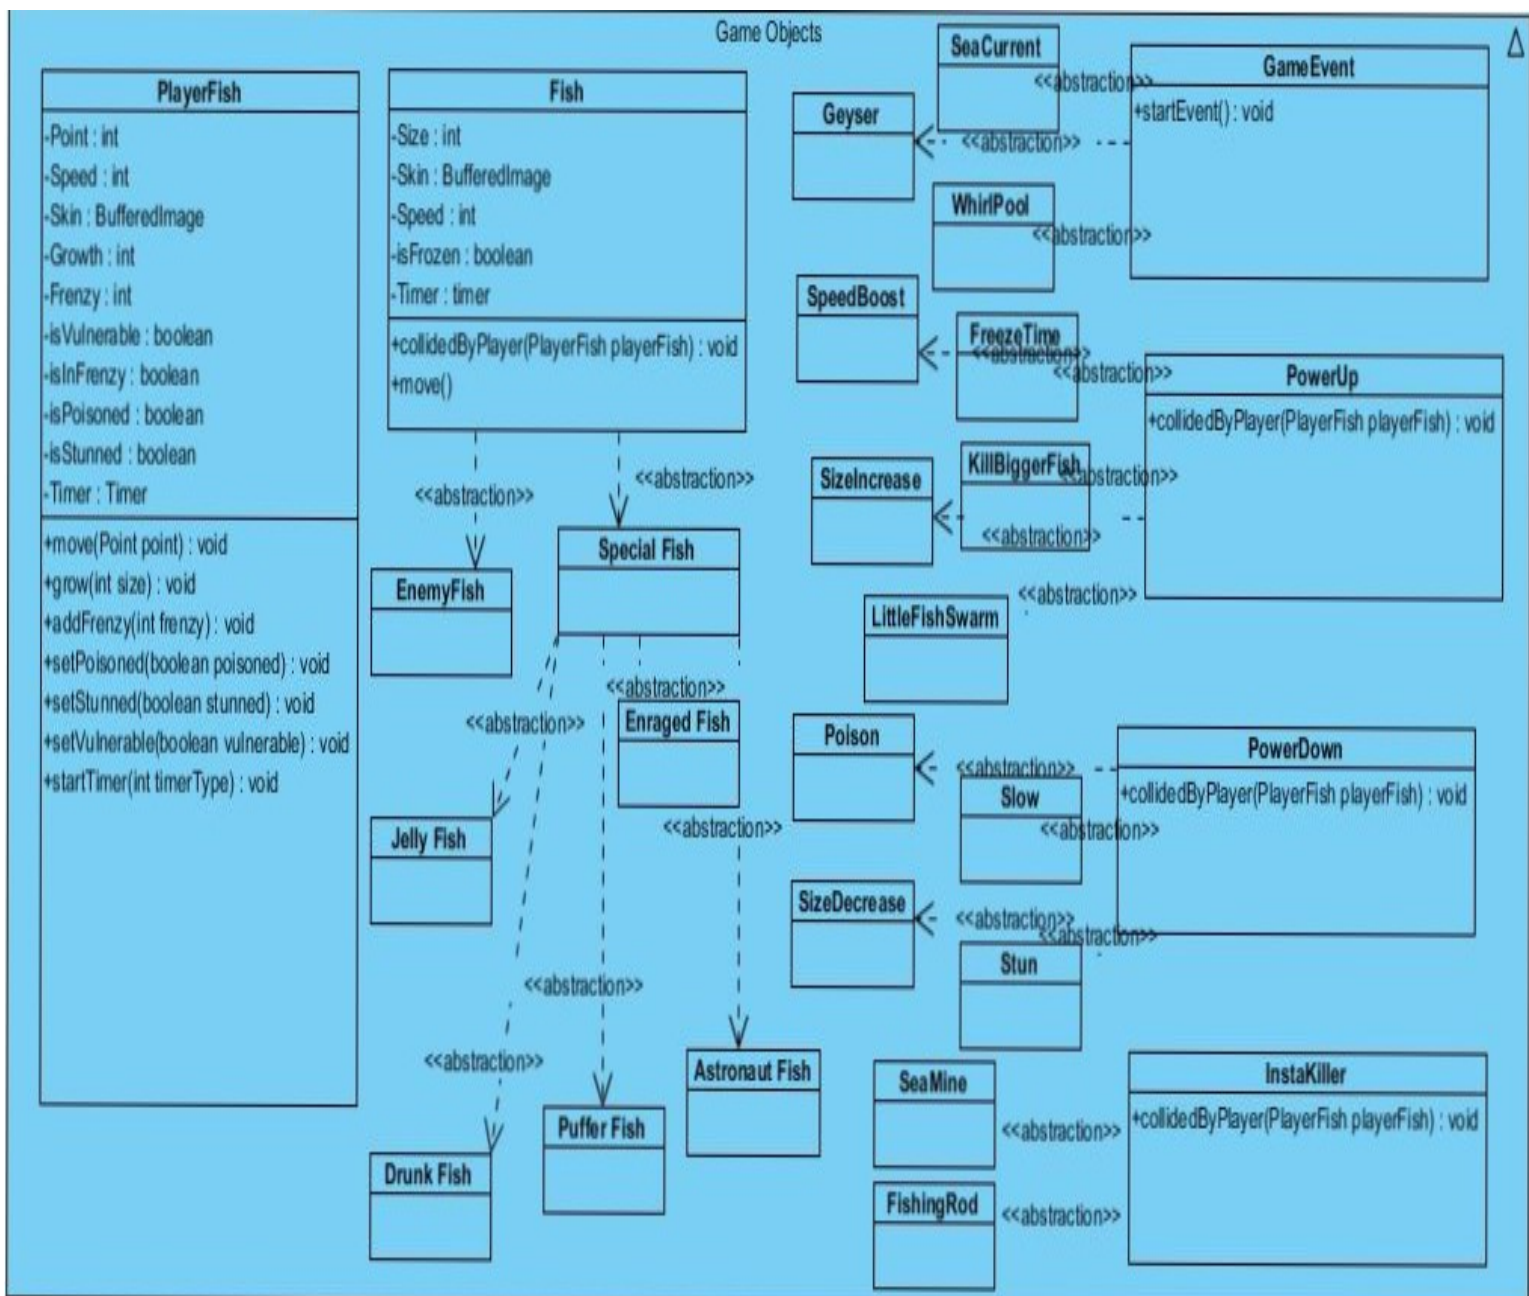 Game Objects
PlayerFish
-Point : int
-Speed : int
-Skin : BufferedImage
-Growth : int
-Frenzy : int
-isVulnerable : boolean
-isInFrenzy : boolean
-isPoisoned : boolean
-isStunned : boolean
-Timer : Timer
+move(Point point) : void
+grow(int size) : void
+addFrenzy(int frenzy) : void
+setPoisoned(boolean poisoned) : void
+setStunned(boolean stunned) : void
+setVulnerable(boolean vulnerable) : void
+startTimer(int timerType) : void
Fish
-Size : int
-Skin : BufferedImage
-Speed : int
-isFrozen : boolean
-Timer : timer
+collidedByPlayer(PlayerFish playerFish) : void
+move()
<<abstraction>>
<<abstraction>>
EnemyFish
Special Fish
<<abstraction>>
<<abstraction>>
Enraged Fish
<<abstraction>>
Jelly Fish
<<abstraction>>
<<abstraction>>
Astronaut Fish
Puffer Fish
Drunk Fish
SeaCurrent
<<abstraction>>
GameEvent
+startEvent() : void
Geyser
<<abstraction>>
WhirlPool
<<abstraction>>
SpeedBoost
FreezeTime
<<abstraction>>
<<abstraction>>
PowerUp
+collidedByPlayer(PlayerFish playerFish) : void
SizeIncrease
KillBiggerFish
<<abstraction>>
<<abstraction>>
<<abstraction>>
LittleFishSwarm
Poison
<<abstraction>>
PowerDown
+collidedByPlayer(PlayerFish playerFish) : void
Slow
<<abstraction>>
SizeDecrease
<<abstraction>>
<<abstraction>>
Stun
SeaMine
<<abstraction>>
InstaKiller
+collidedByPlayer(PlayerFish playerFish) : void
FishingRod
<<abstraction>>